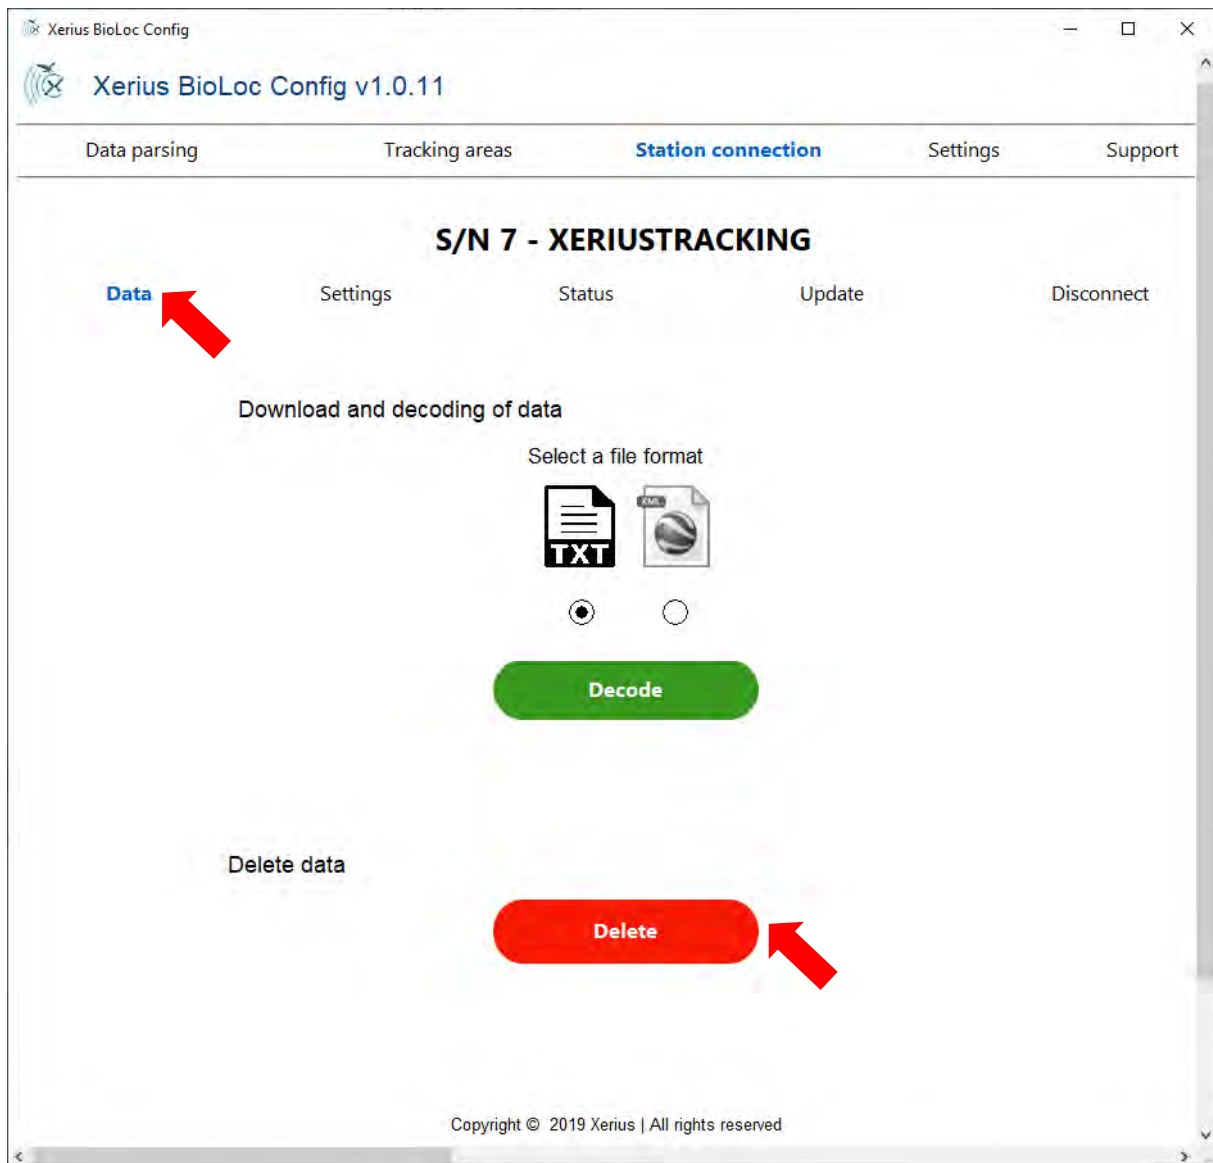 Xerius BioLoc Config
Xerius BioLoc Config v1.0.11
Data parsing Tracking areas Station connection Settings Support
S/N 7 - XERIUSTRACKING
Data Settings Status Update Disconnect
Download and decoding of data
Select a file format
TXT XML
Decode
Delete data
Delete
Copyright © 2019 Xerius | All rights reserved